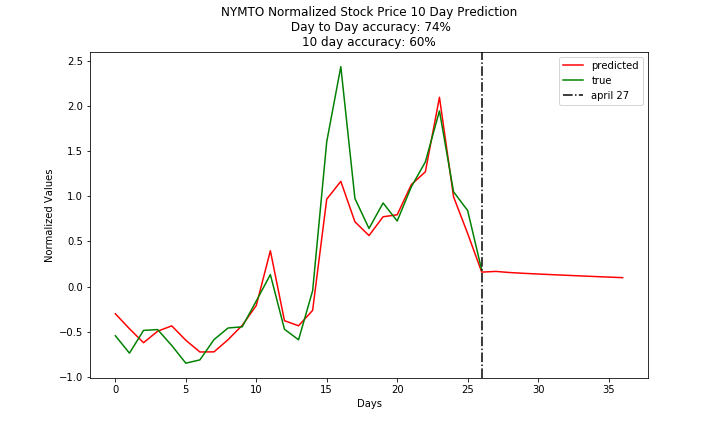 NYMTO Normalized Stock Price 10 Day Prediction
Day to Day accuracy: 74%
10 day accuracy: 60%
predicted
true
april 27
Normalized Values
2.5
2.0
1.5
1.0
0.5
0.0
−0.5
−1.0
0 5 10 15 20 25 30 35
Days